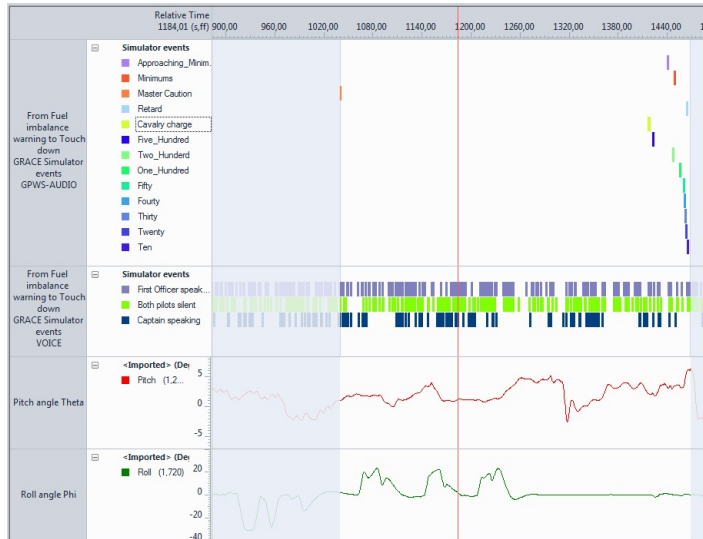 Relative Time
1184,01 (s,ff) 900,00 960,00 1020,00 1080,00 1140,00 1200,00 1260,00 1320,00 1380,00 1440,00 150
Simulator events
Approaching_Minim.
Minimums
Master Caution
Retard
Cavalry charge
Five_Hundred
Two_Hunderd
One_Hundred
Fifty
Fourty
Thirty
Twenty
Ten
From Fuel
imbalance
warning to Touch
down
GRACE Simulator
events
GPWS-AUDIO
From Fuel
imbalance
warning to Touch
down
GRACE Simulator
events
VOICE
Simulator events
First Officer speak...
Both pilots silent
Captain speaking
Pitch angle Theta
<Imported> (De
Pitch (1,2...
5
0
-5
Roll angle Phi
<Imported> (De
Roll (1,720)
20
0
-20
-40